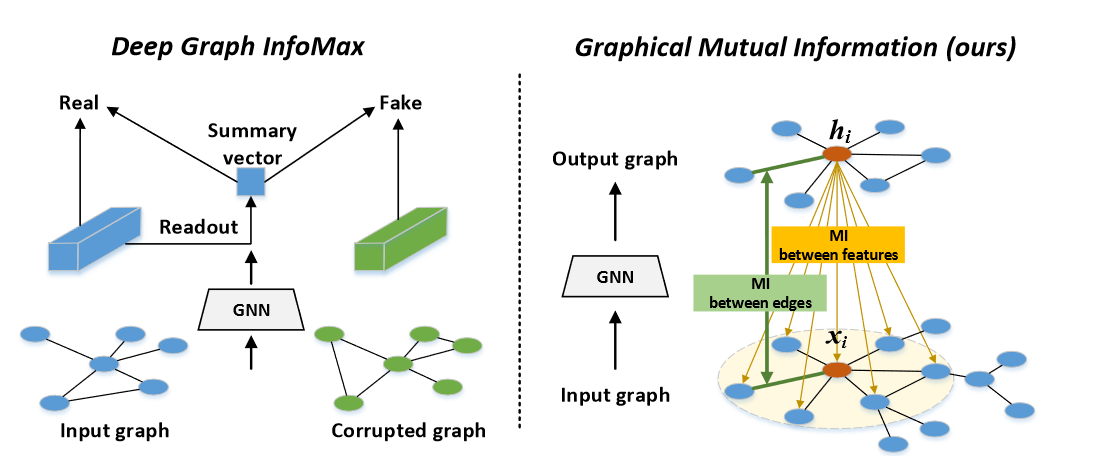 Deep Graph InfoMax
Real
Fake
Summary
vector
Readout
GNN
Input graph
Corrupted graph
Graphical Mutual Information (ours)
Output graph
GNN
Input graph
h_i
MI
between features
MI
between edges
x_i